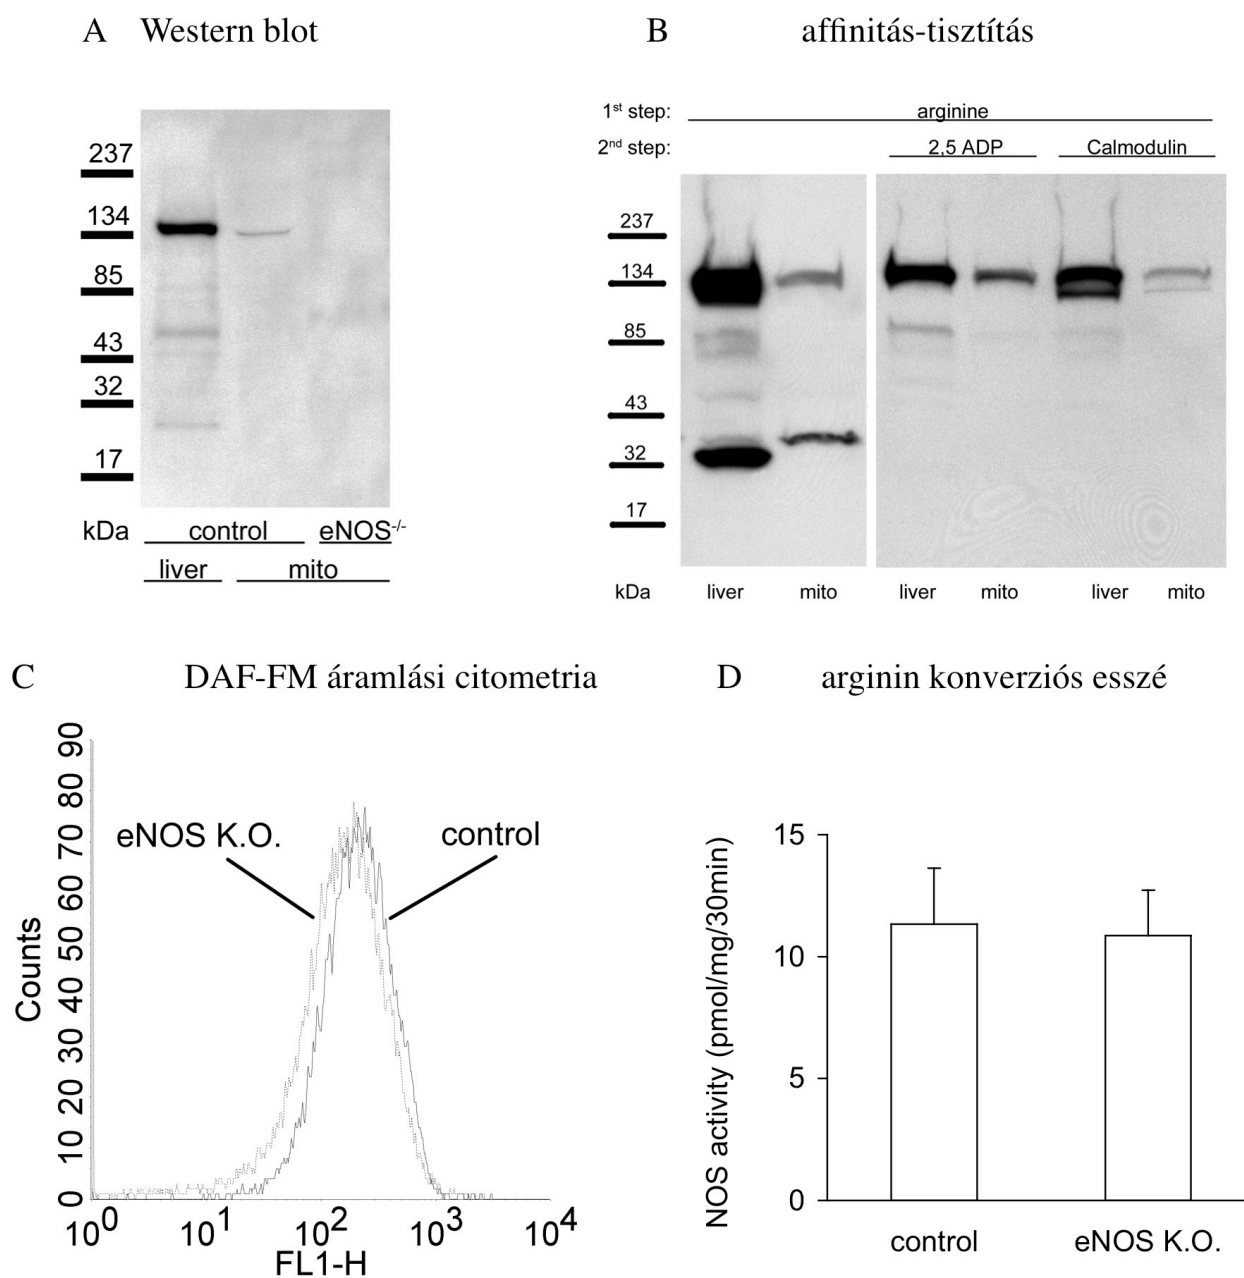 A Western blot
237
134
85
43
32
17
kDa control eNOS-/-
liver mito
B affinitás-tisztítás
1st step: arginine
2nd step: 2,5 ADP Calmodulin
237
134
85
43
32
17
kDa liver mito liver mito liver mito
C DAF-FM áramlási citometria
90
80
70
60
50
40
30
20
10
0
Counts
eNOS K.O. control
10^0 10^1 10^2 10^3 10^4
FL1-H
D arginin konverziós esszé
NOS activity (pmol/mg/30min)
15
10
5
0
control eNOS K.O.